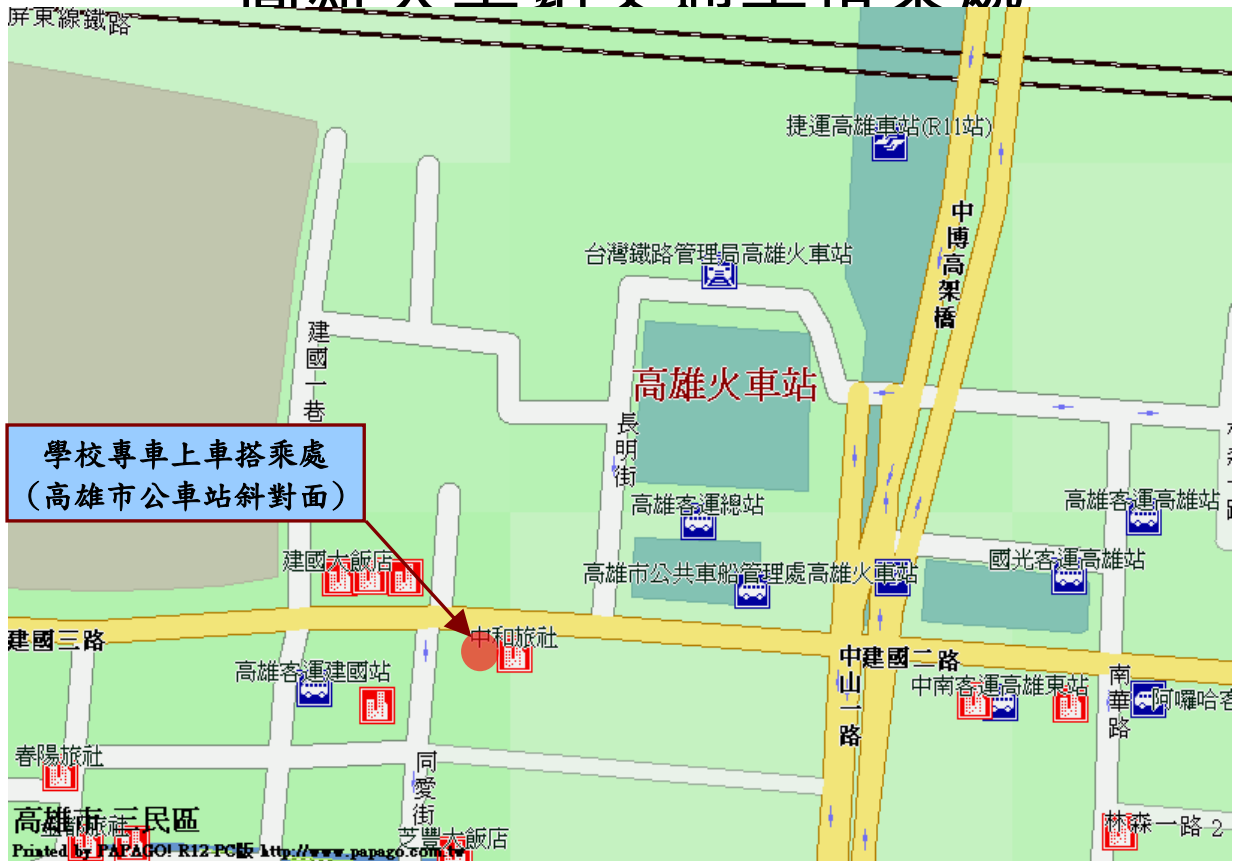 屏東線鐵路
捷運高雄車站(R11站)
中博高架橋
台灣鐵路管理局高雄火車站
建國一巷
高雄火車站
長明街
學校專車上車搭乘處
(高雄市公車站斜對面)
高雄客運總站
高雄客運高雄站
建國大飯店
高雄市公共車船管理處高雄火車站
國光客運高雄站
建國三路
中和旅社
建國二路
中山一路
高雄客運建國站
中南客運高雄東站
南華路
阿囉哈客
春陽旅社
同愛街
高雄市 三民區
芝豐大飯店
林森一路 2
Printed by PAPAGO! R12 PC版 http://www.papago.com.tw